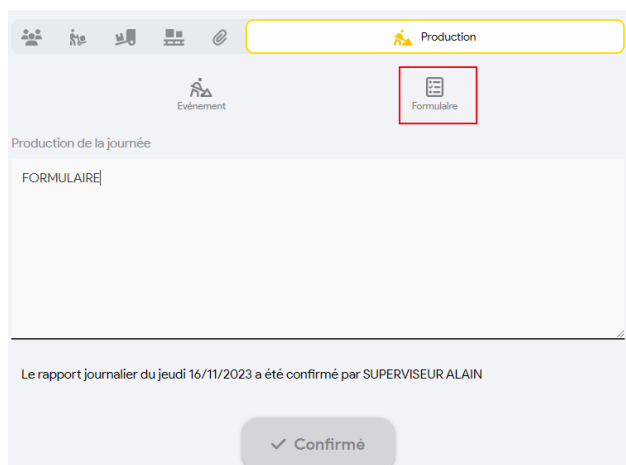 Production
Evénement
Formulaire
Production de la journée
FORMULAIRE
Le rapport journalier du jeudi 16/11/2023 a été confirmé par SUPERVISEUR ALAIN
Confirmé